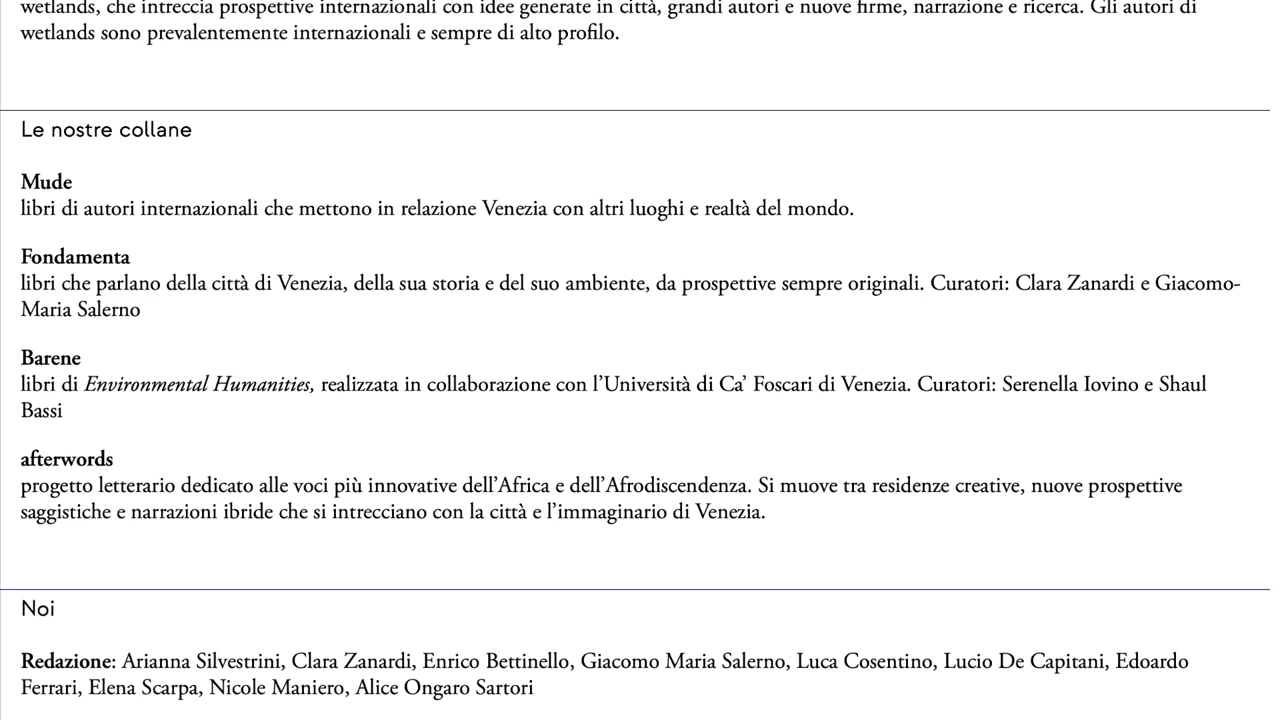 wetlands, che intreccia prospettive internazionali con idee generate in città, grandi autori e nuove firme, narrazione e ricerca. Gli autori di
wetlands sono prevalentemente internazionali e sempre di alto profilo.
Le nostre collane
Mude
libri di autori internazionali che mettono in relazione Venezia con altri luoghi e realtà del mondo.
Fondamenta
libri che parlano della città di Venezia, della sua storia e del suo ambiente, da prospettive sempre originali. Curatori: Clara Zanardi e Giacomo-
Maria Salerno
Barene
libri di Environmental Humanities, realizzata in collaborazione con l’Università di Ca’ Foscari di Venezia. Curatori: Serenella Iovino e Shaul
Bassi
afterwords
progetto letterario dedicato alle voci più innovative dell’Africa e dell’Afrodiscendenza. Si muove tra residenze creative, nuove prospettive
saggistiche e narrazioni ibride che si intrecciano con la città e l’immaginario di Venezia.
Noi
Redazione: Arianna Silvestrini, Clara Zanardi, Enrico Bettinello, Giacomo Maria Salerno, Luca Cosentino, Lucio De Capitani, Edoardo
Ferrari, Elena Scarpa, Nicole Maniero, Alice Ongaro Sartori